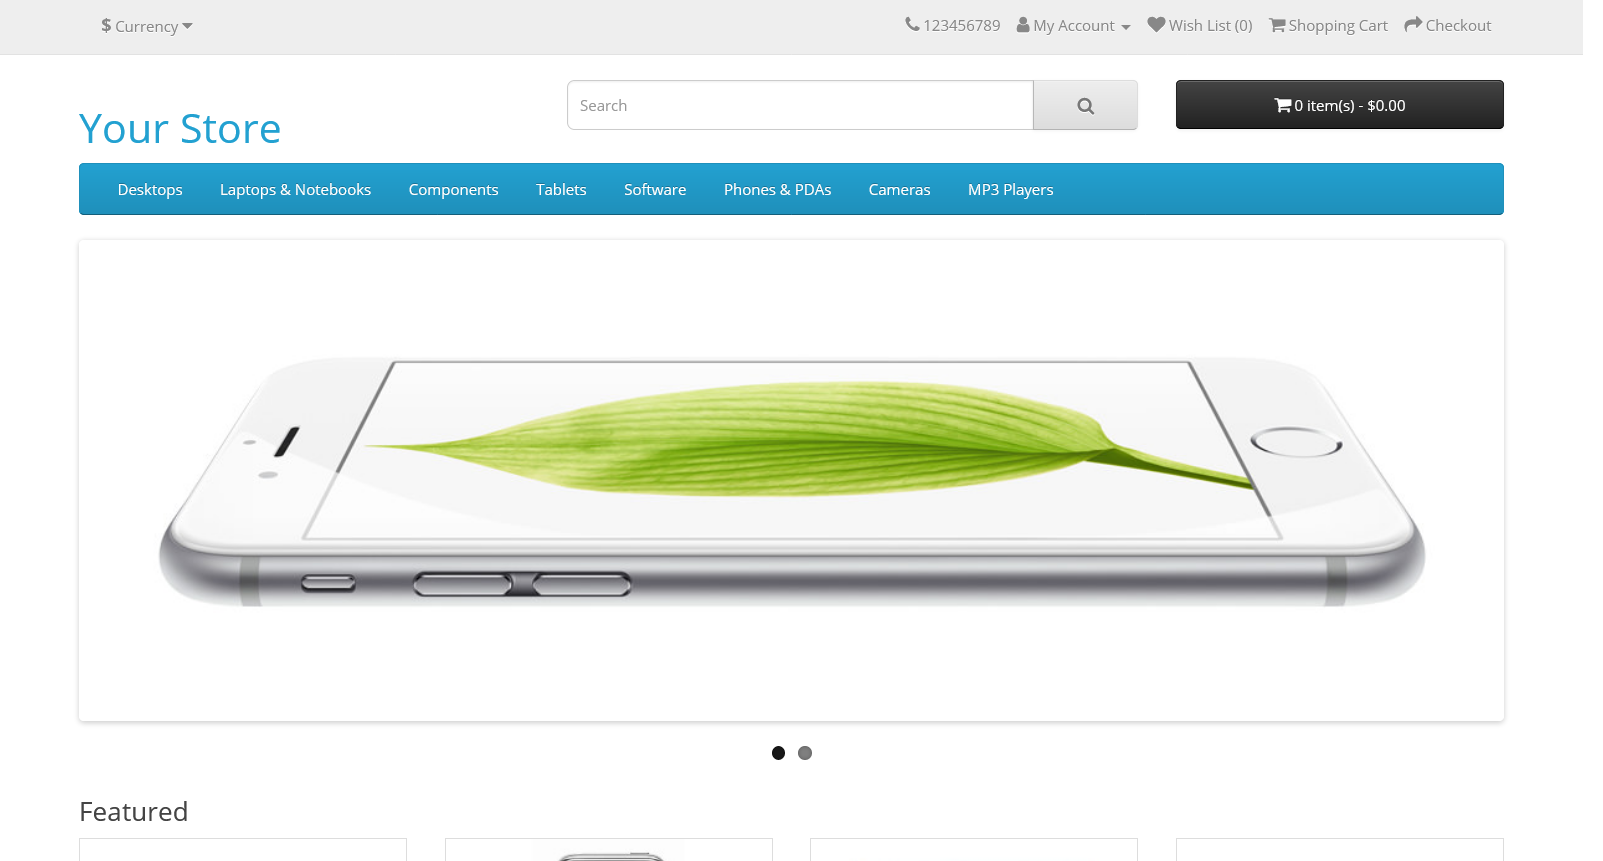 $ Currency
123456789 My Account Wish List (0) Shopping Cart Checkout
Your Store
Search
0 item(s) - $0.00
Desktops Laptops & Notebooks Components Tablets Software Phones & PDAs Cameras MP3 Players
Featured